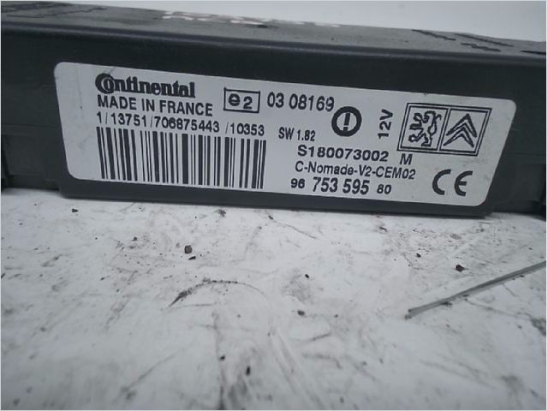 Continental
MADE IN FRANCE
e2 03 08169
1/13751/706875443 /10353
SW 1.82
12V
S180073002 M
C-Nomade-V2-CEM02
96 753 595 80
CE